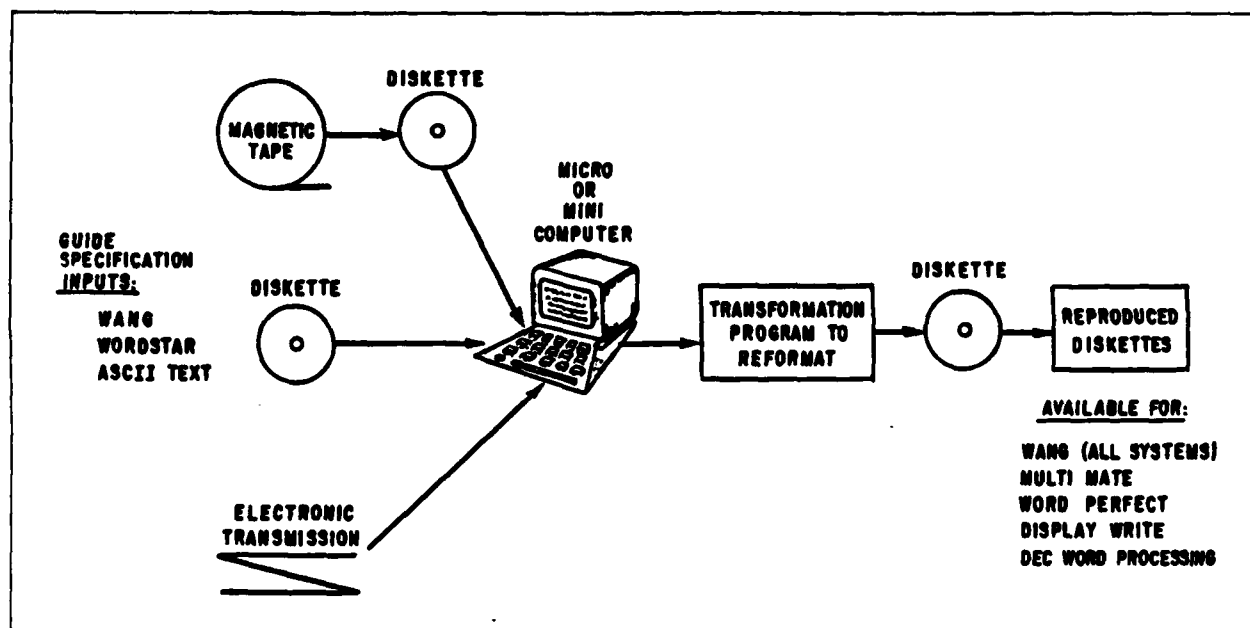 DISKETTE
MAGNETIC
TAPE
MICRO
OR
MINI
COMPUTER
GUIDE
SPECIFICATION
INPUTS:
WANG
WORDSTAR
ASCII TEXT
DISKETTE
ELECTRONIC
TRANSMISSION
TRANSFORMATION
PROGRAM TO
REFORMAT
DISKETTE
REPRODUCED
DISKETTES
AVAILABLE FOR:
WANG (ALL SYSTEMS)
MULTI MATE
WORD PERFECT
DISPLAY WRITE
DEC WORD PROCESSING